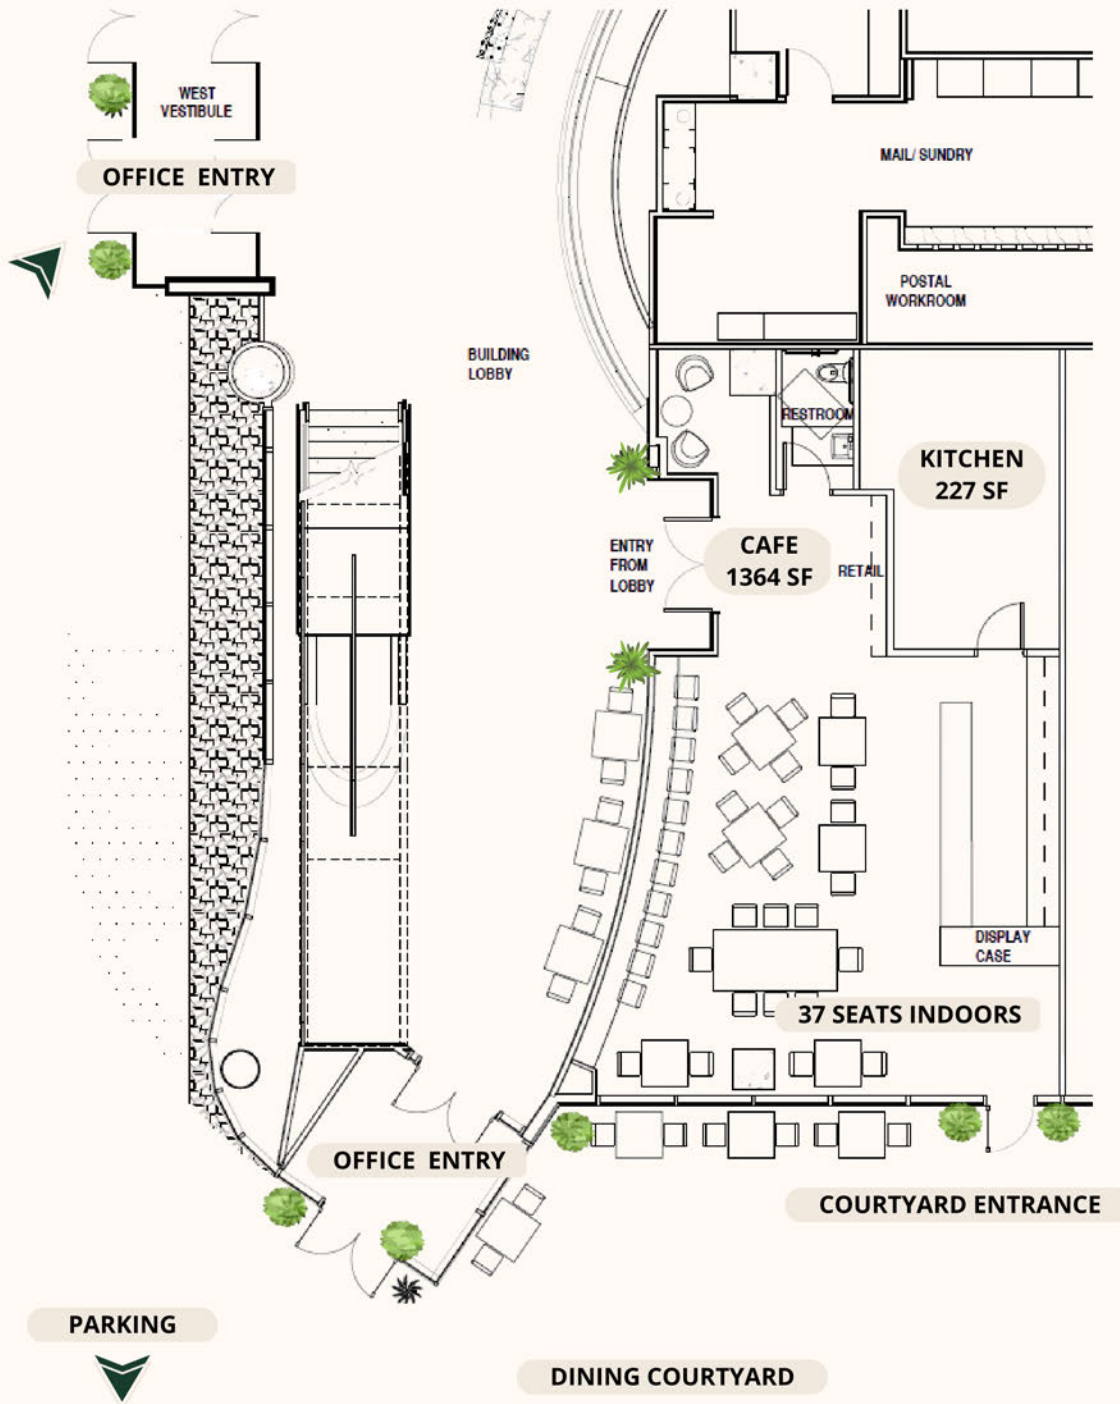 WEST
VESTIBULE
OFFICE ENTRY
MAIL/ SUNDRY
POSTAL
WORKROOM
BUILDING
LOBBY
RESTROOM
KITCHEN
227 SF
ENTRY
FROM
LOBBY
CAFE
1364 SF
RETAIL
DISPLAY
CASE
37 SEATS INDOORS
OFFICE ENTRY
COURTYARD ENTRANCE
PARKING
DINING COURTYARD